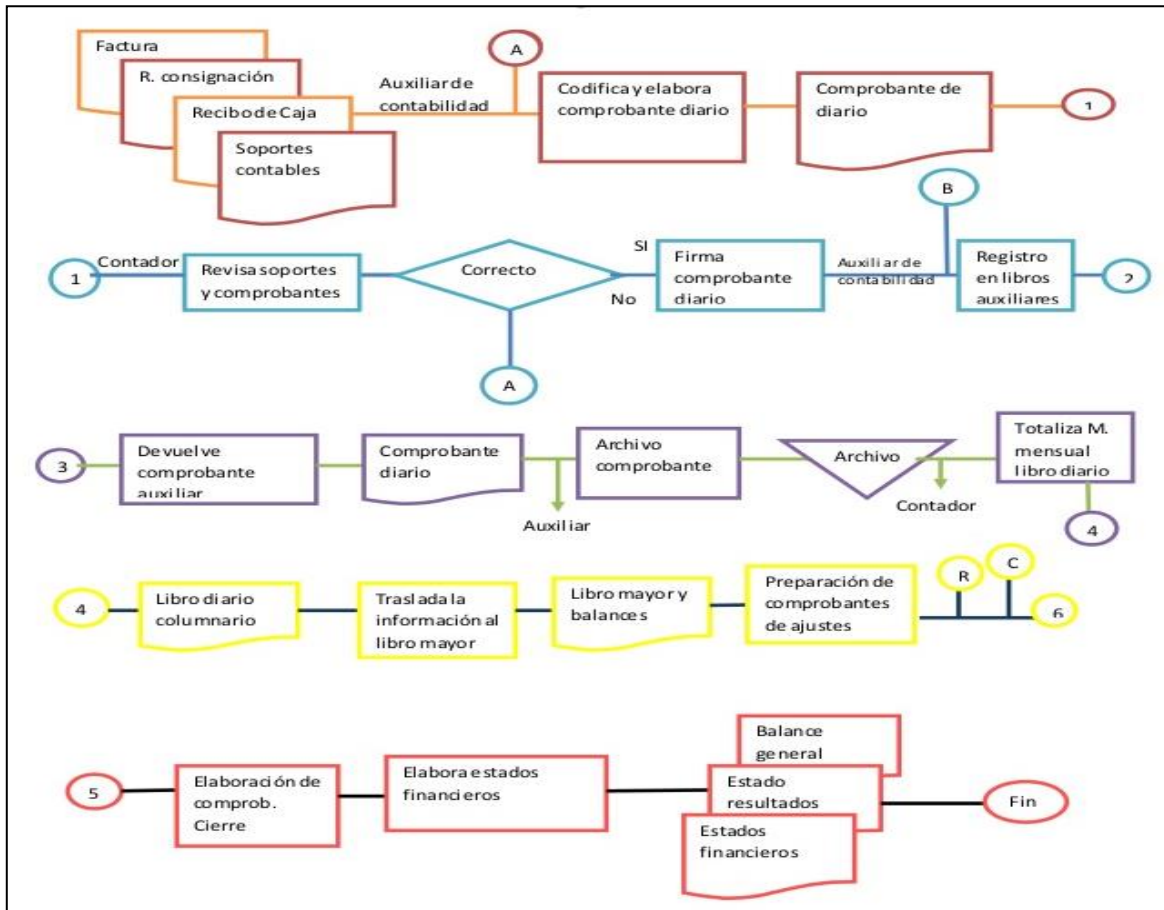 Factura
R. consignación
Recibo de Caja
Soportes
contables
Auxiliar de
contabilidad
A
Codifica y elabora
comprobante diario
Comprobante de
diario
1
1
Contador
Revisa soportes
y comprobantes
Correcto
A
SI
No
Firma
comprobante
diario
Auxiliar de
contabilidad
B
Registro
en libros
auxiliares
2
3
Devuelve
comprobante
auxiliar
Comprobante
diario
Auxiliar
Archivo
comprobante
Archivo
Contador
Totaliza M.
mensual
libro diario
4
4
Libro diario
columnario
Traslada la
información al
libro mayor
Libro mayor y
balances
Preparación de
comprobantes
de ajustes
R
C
6
5
Elaboración de
comprob.
Cierre
Elabora estados
financieros
Balance
general
Estado
resultados
Estados
financieros
Fin